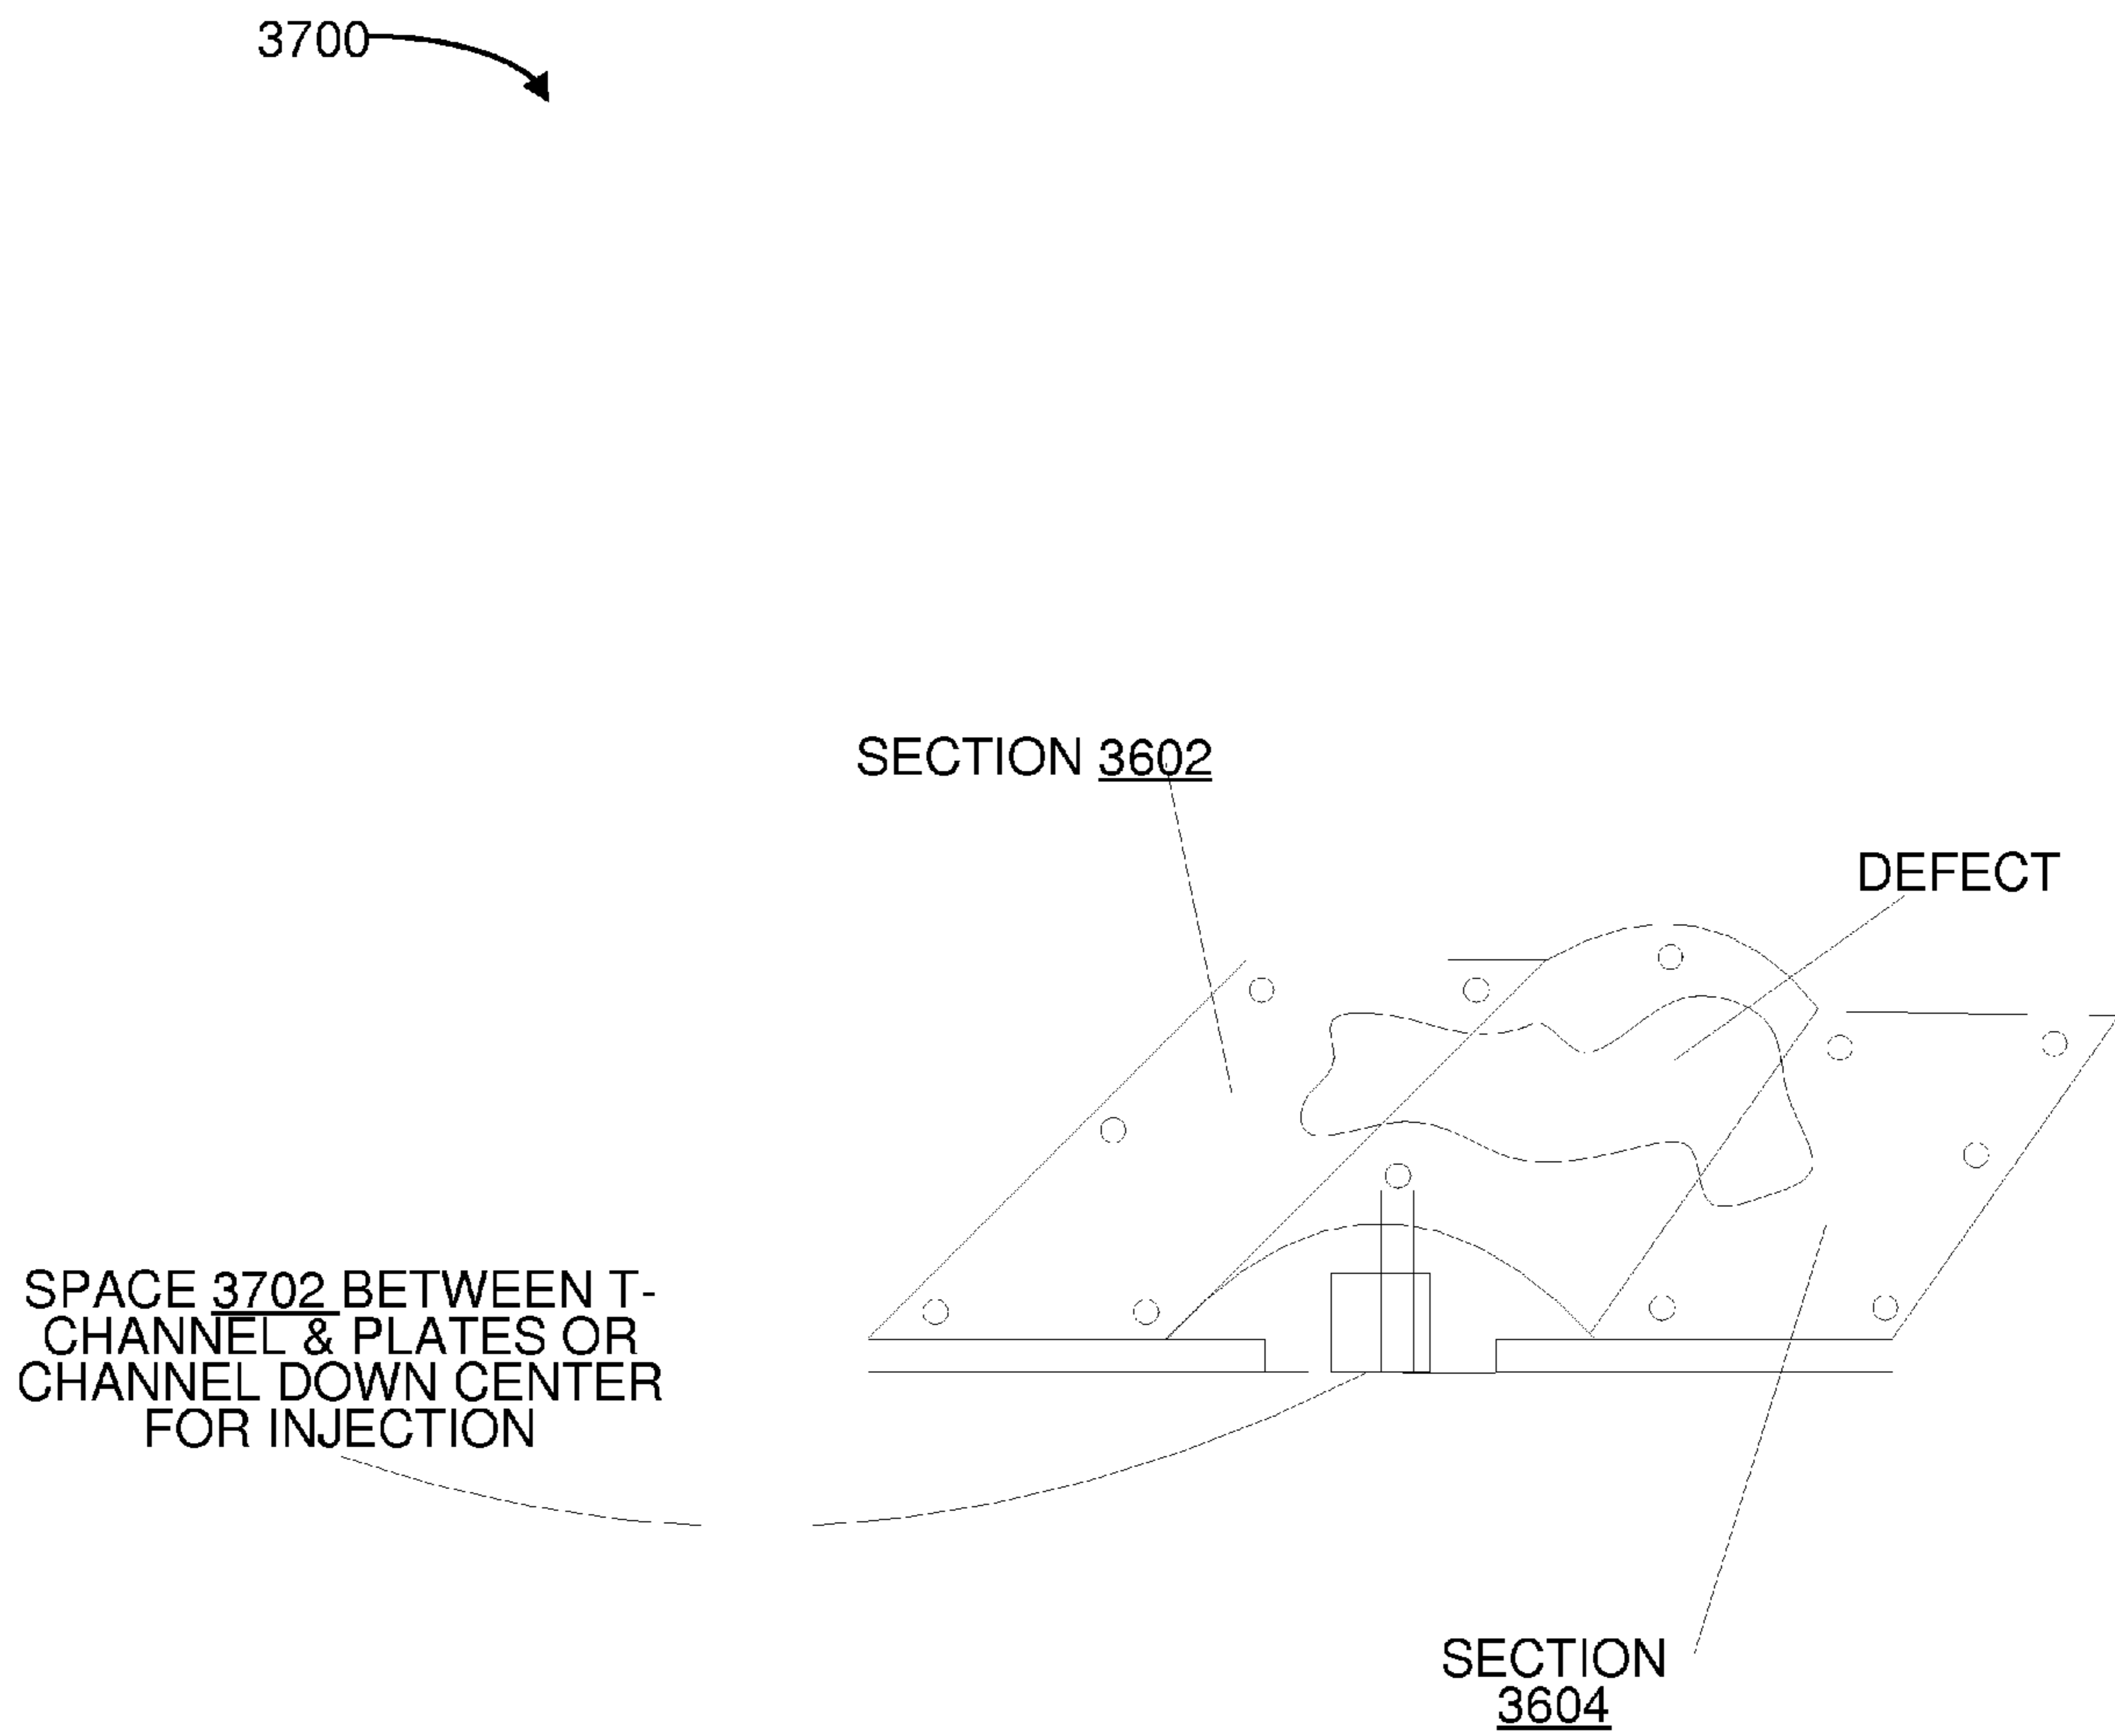 3700
SECTION 3602
DEFECT
SPACE 3702 BETWEEN T-
CHANNEL & PLATES OR
CHANNEL DOWN CENTER
FOR INJECTION
SECTION
3604